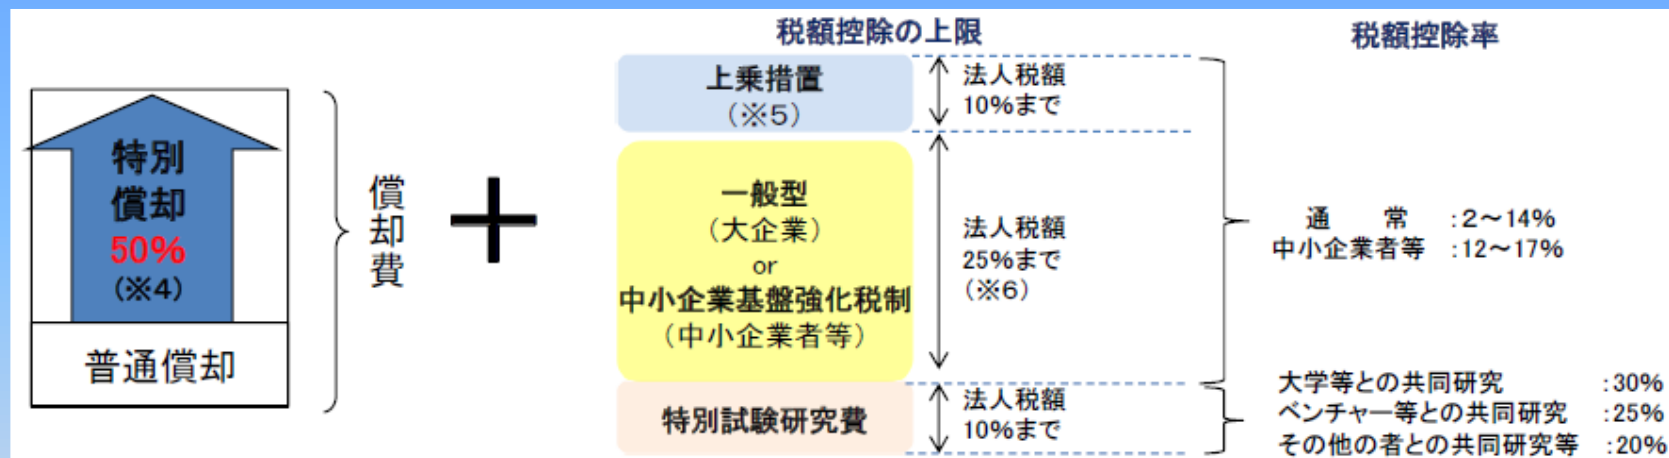 税額控除の上限
税額控除率
特別
償却
50%
(※4)
普通償却
償却費
+
上乗措置
(※5)
法人税額
10%まで
一般型
(大企業)
or
中小企業基盤強化税制
(中小企業者等)
法人税額
25%まで
(※6)
通 常 :2~14%
中小企業者等 :12~17%
特別試験研究費
法人税額
10%まで
大学等との共同研究 :30%
ベンチャー等との共同研究 :25%
その他の者との共同研究等 :20%